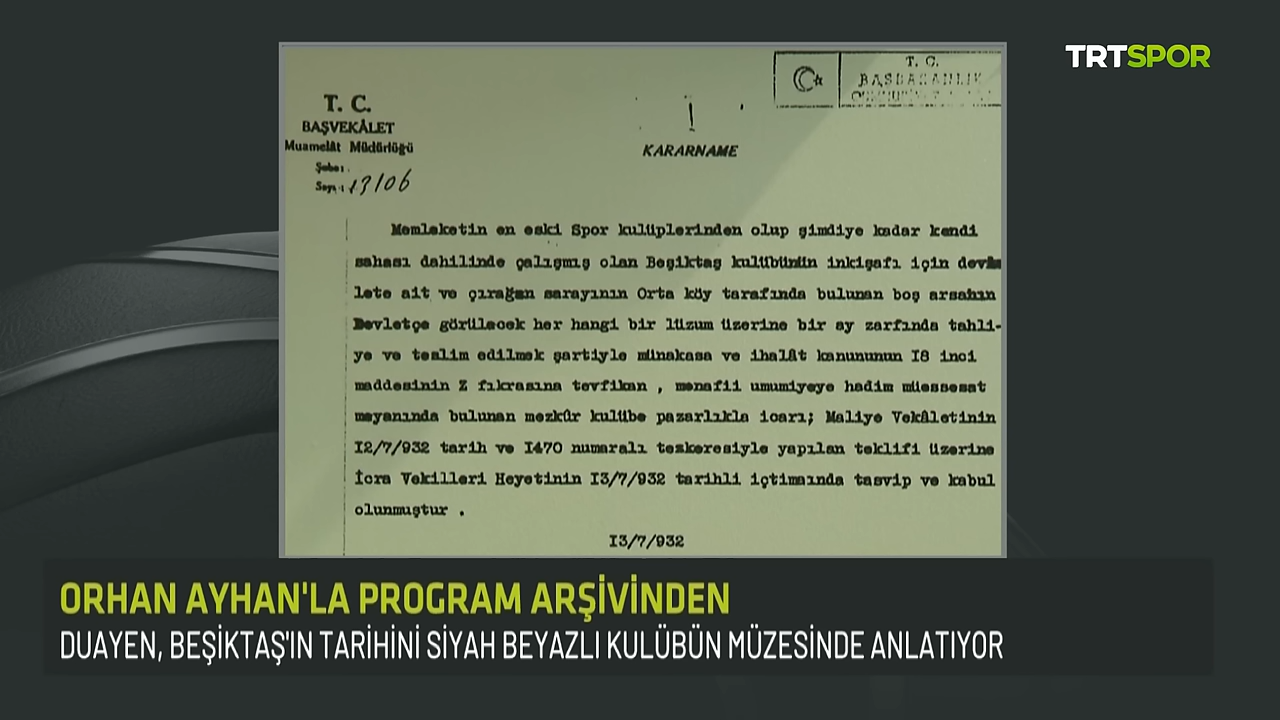 TRTSPOR
T. C.
BAŞBAKANLIK
T. C.
BAŞVEKÂLET
Muamelât Müdürlüğü
Şube:
Sayı: 13106
KARARNAME
Memleketin en eski Spor kulüplerinden olup şimdiye kadar kendi
sahası dahilinde çalışmış olan Beşiktaş kulübünün inkişafı için dev
lete ait ve çırağan sarayının Orta köy tarafında bulunan boş arsanın
Devletçe görülecek her hangi bir lüzum üzerine bir ay zarfında tahli-
ye ve teslim edilmek şartiyle münakasa ve ihalât kanununun I8 inci
maddesinin Z fıkrasına tevfikan , menafii umumiyeye hadim müessesat
meyanında bulunan mezkûr kulübe pazarlıkla icarı; Maliye Vekâletinin
I2/7/932 tarih ve I470 numaralı teskeresiyle yapılan teklifi üzerine
İcra Vekilleri Heyetinin I3/7/932 tarihli içtimaında tasvip ve kabul
olunmuştur .
I3/7/932
ORHAN AYHAN'LA PROGRAM ARŞİVİNDEN
DUAYEN, BEŞİKTAŞ'IN TARİHİNİ SİYAH BEYAZLI KULÜBÜN MÜZESİNDE ANLATIYOR